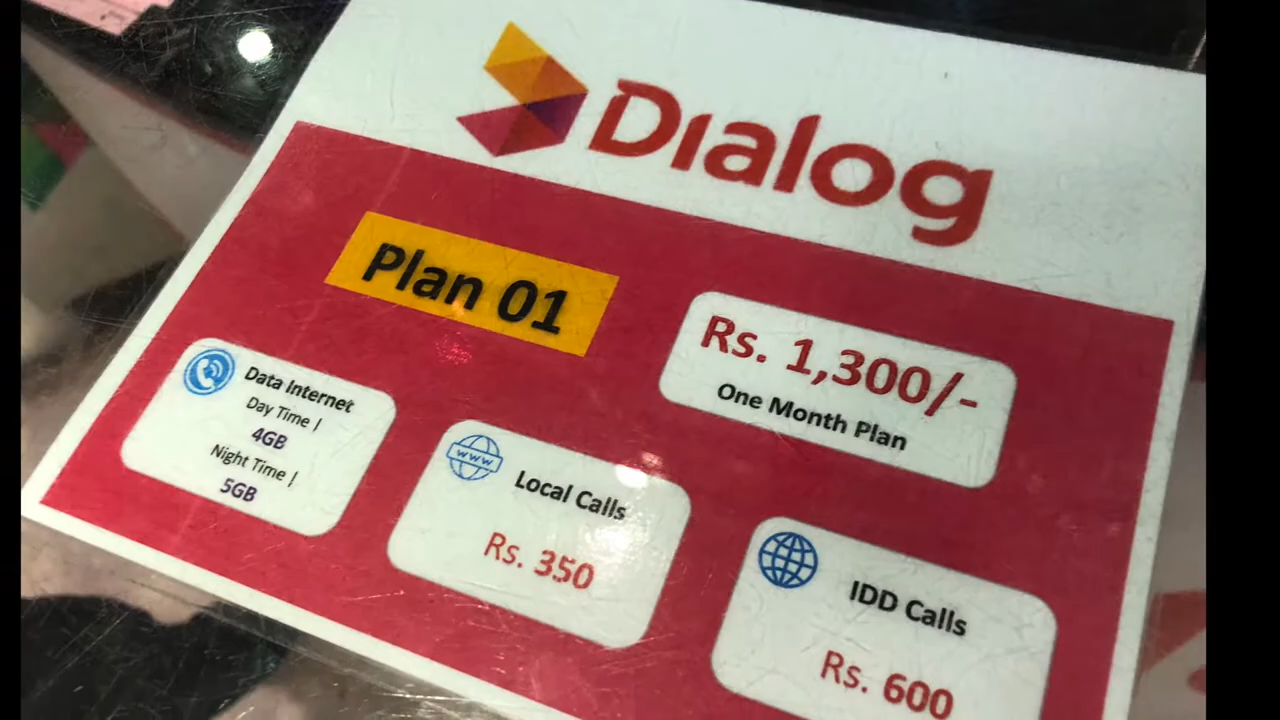 Dialog
Plan 01
Rs. 1,300/-
One Month Plan
Data Internet
Day Time |
4GB
Night Time |
5GB
www
Local Calls
Rs. 350
IDD Calls
Rs. 600